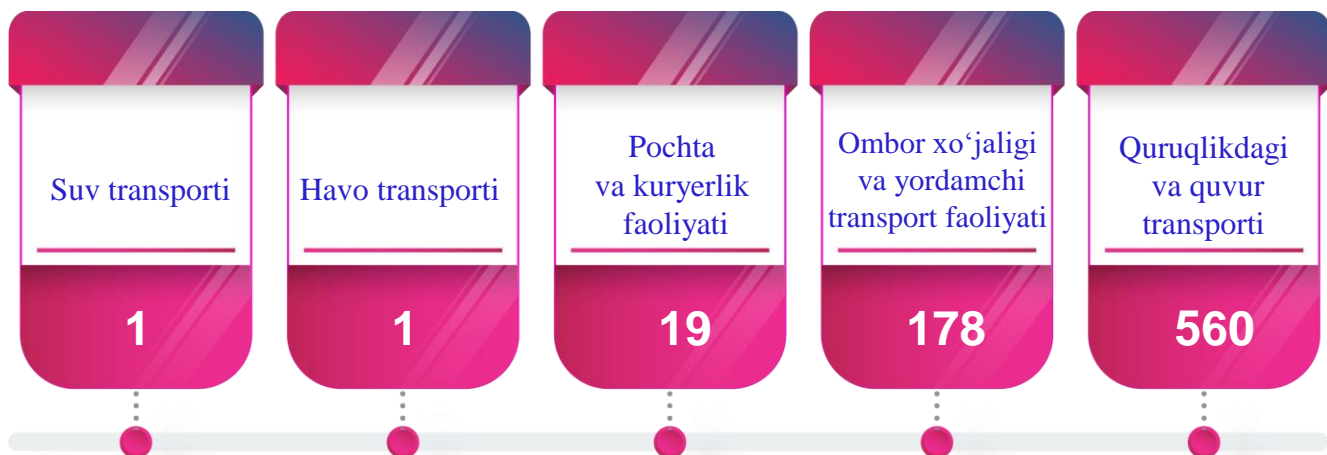 Suv transporti
1
Havo transporti
1
Pochta
va kuryerlik
faoliyati
19
Ombor xo‘jaligi
va yordamchi
transport faoliyati
178
Quruqlikdagi
va quvur
transporti
560